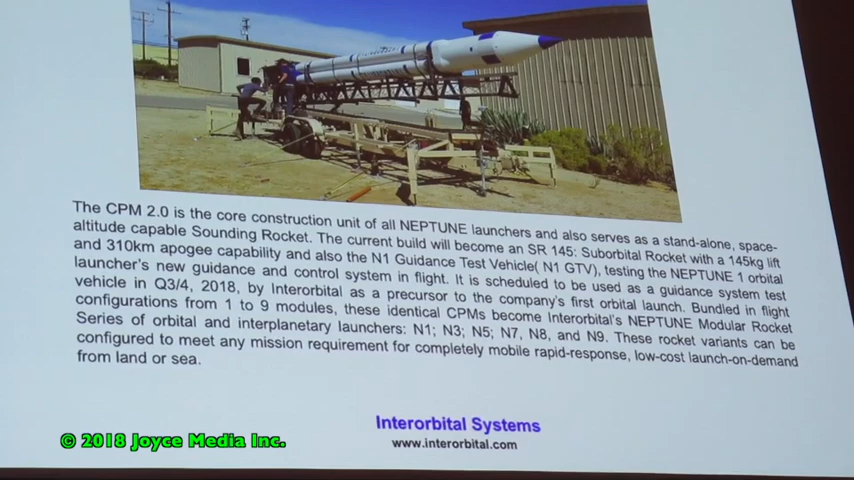 The CPM 2.0 is the core construction unit of all NEPTUNE launchers and also serves as a stand-alone, space-
altitude capable Sounding Rocket. The current build will become an SR 145: Suborbital Rocket with a 145kg lift
and 310km apogee capability and also the N1 Guidance Test Vehicle( N1 GTV), testing the NEPTUNE 1 orbital
launcher's new guidance and control system in flight. It is scheduled to be used as a guidance system test
vehicle in Q3/4, 2018, by Interorbital as a precursor to the company's first orbital launch. Bundled in flight
configurations from 1 to 9 modules, these identical CPMs become Interorbital's NEPTUNE Modular Rocket
Series of orbital and interplanetary launchers: N1; N3; N5; N7, N8, and N9. These rocket variants can be
configured to meet any mission requirement for completely mobile rapid-response, low-cost launch-on-demand
from land or sea.
Interorbital Systems
www.interorbital.com
© 2018 Joyce Media Inc.